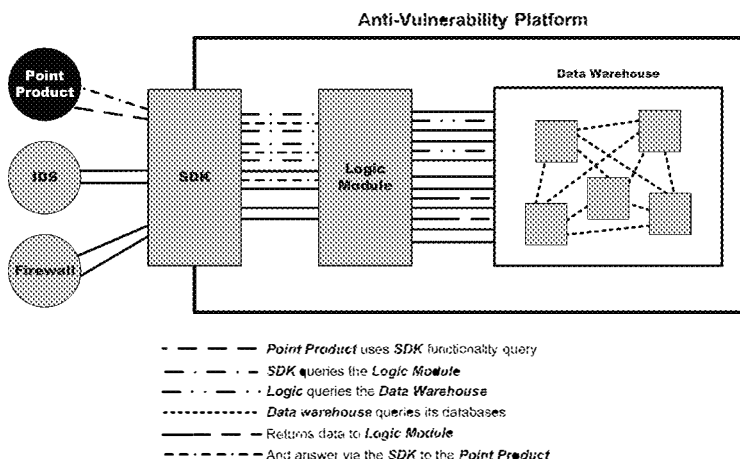 Anti-Vulnerability Platform
Point
Product
Data Warehouse
IDS
SDK
Logic
Module
Firewall
Point Product uses SDK functionality query
SDK queries the Logic Module
Logic queries the Data Warehouse
Data warehouse queries its databases
Returns data to Logic Module
And answer via the SDK to the Point Product